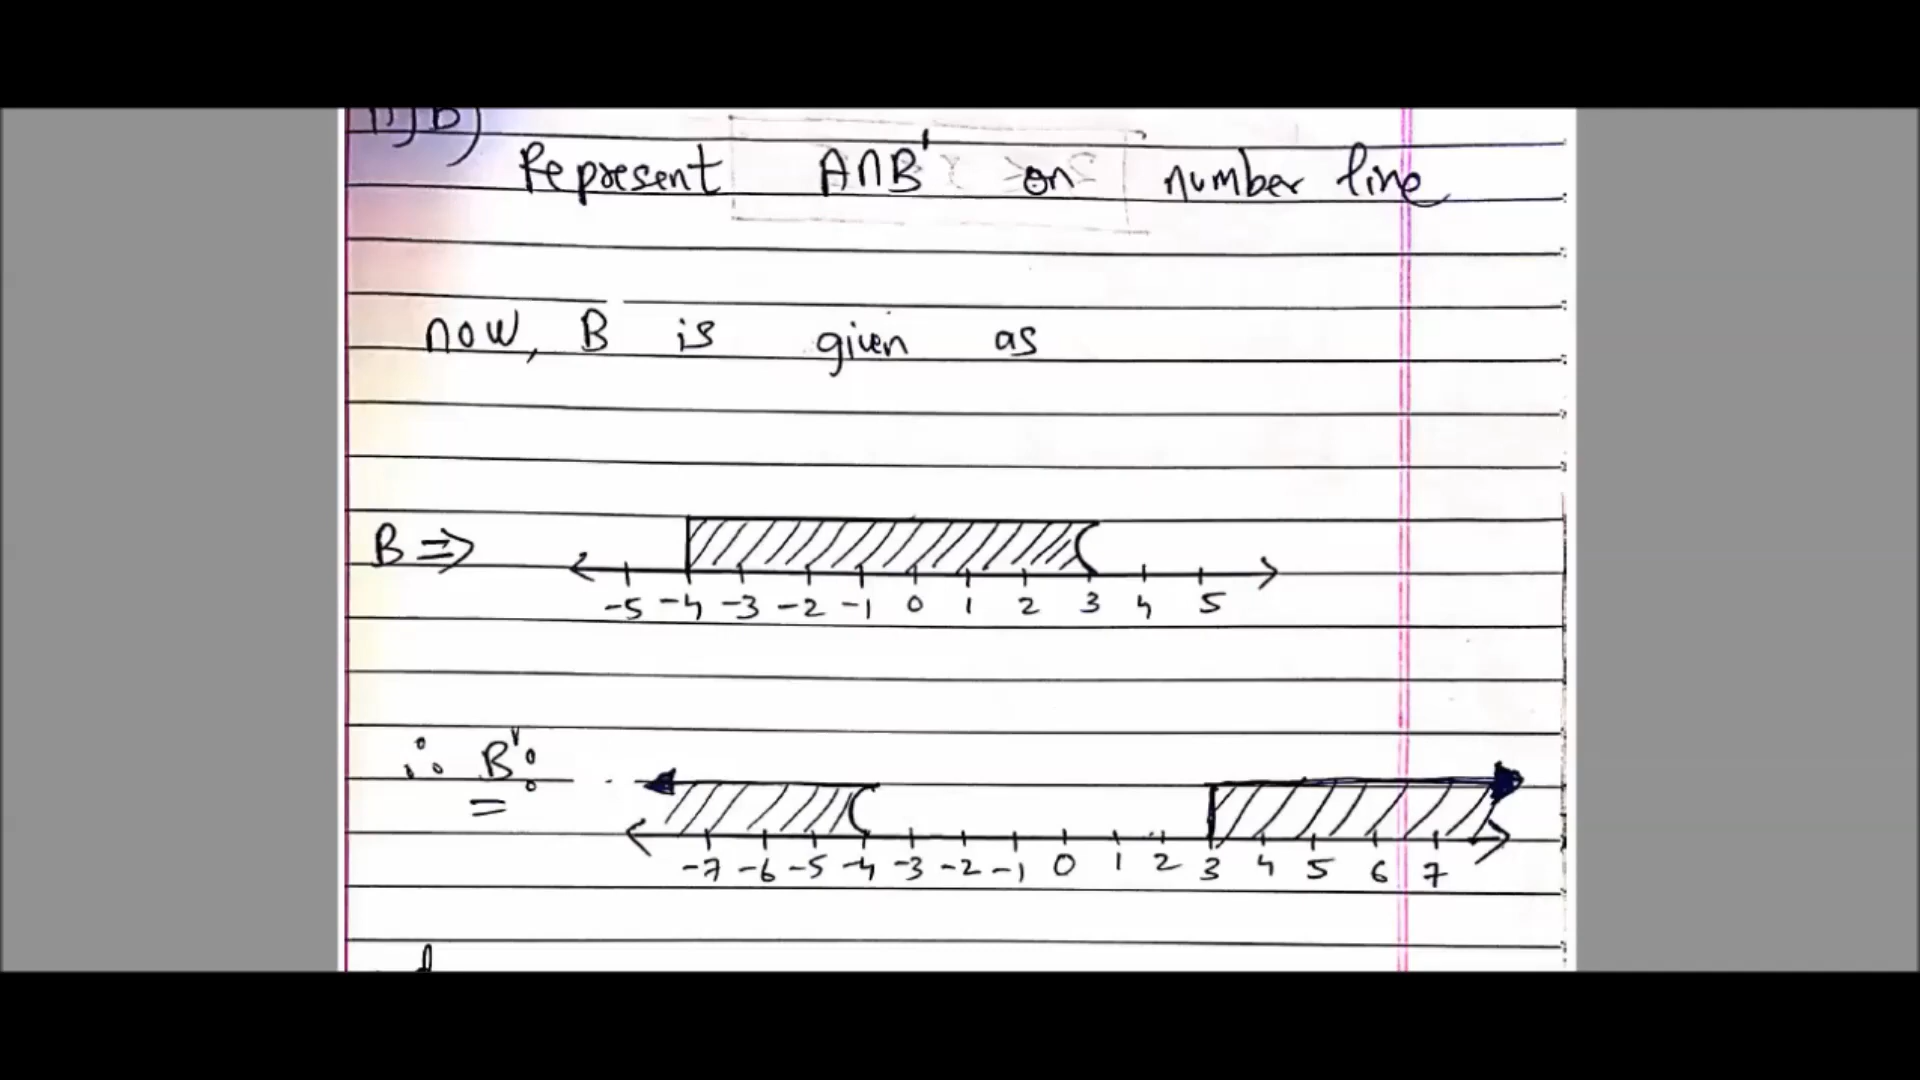 Represent A∩B' on number line
now, B is given as
B ⇒
-5 -4 -3 -2 -1 0 1 2 3 4 5
∴ B':
-7 -6 -5 -4 -3 -2 -1 0 1 2 3 4 5 6 7